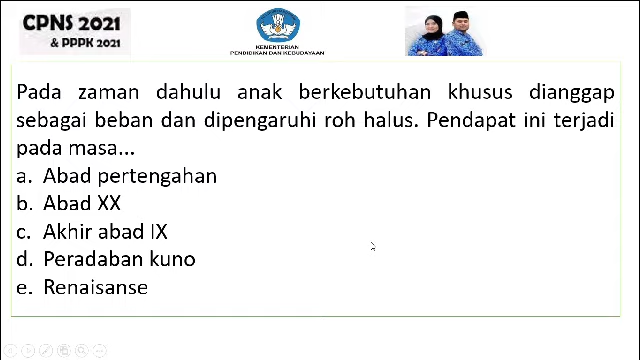 CPNS 2021
& PPPK 2021
KEMENTERIAN
PENDIDIKAN DAN KEBUDAYAAN
Pada zaman dahulu anak berkebutuhan khusus dianggap
sebagai beban dan dipengaruhi roh halus. Pendapat ini terjadi
pada masa...
a. Abad pertengahan
b. Abad XX
c. Akhir abad IX
d. Peradaban kuno
e. Renaisanse